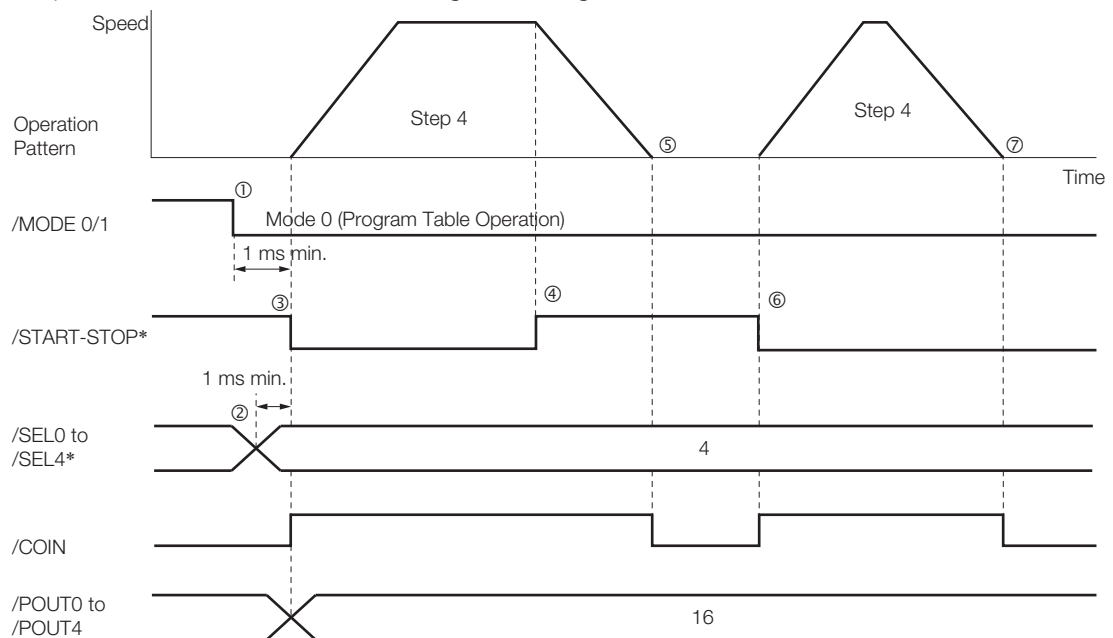 Speed
Step 4
Step 4
Operation
Pattern
⑤
⑦
Time
①
/MODE 0/1
Mode 0 (Program Table Operation)
1 ms min.
③
④
⑥
/START-STOP*
1 ms min.
②
/SEL0 to
/SEL4*
4
/COIN
/POUT0 to
/POUT4
16